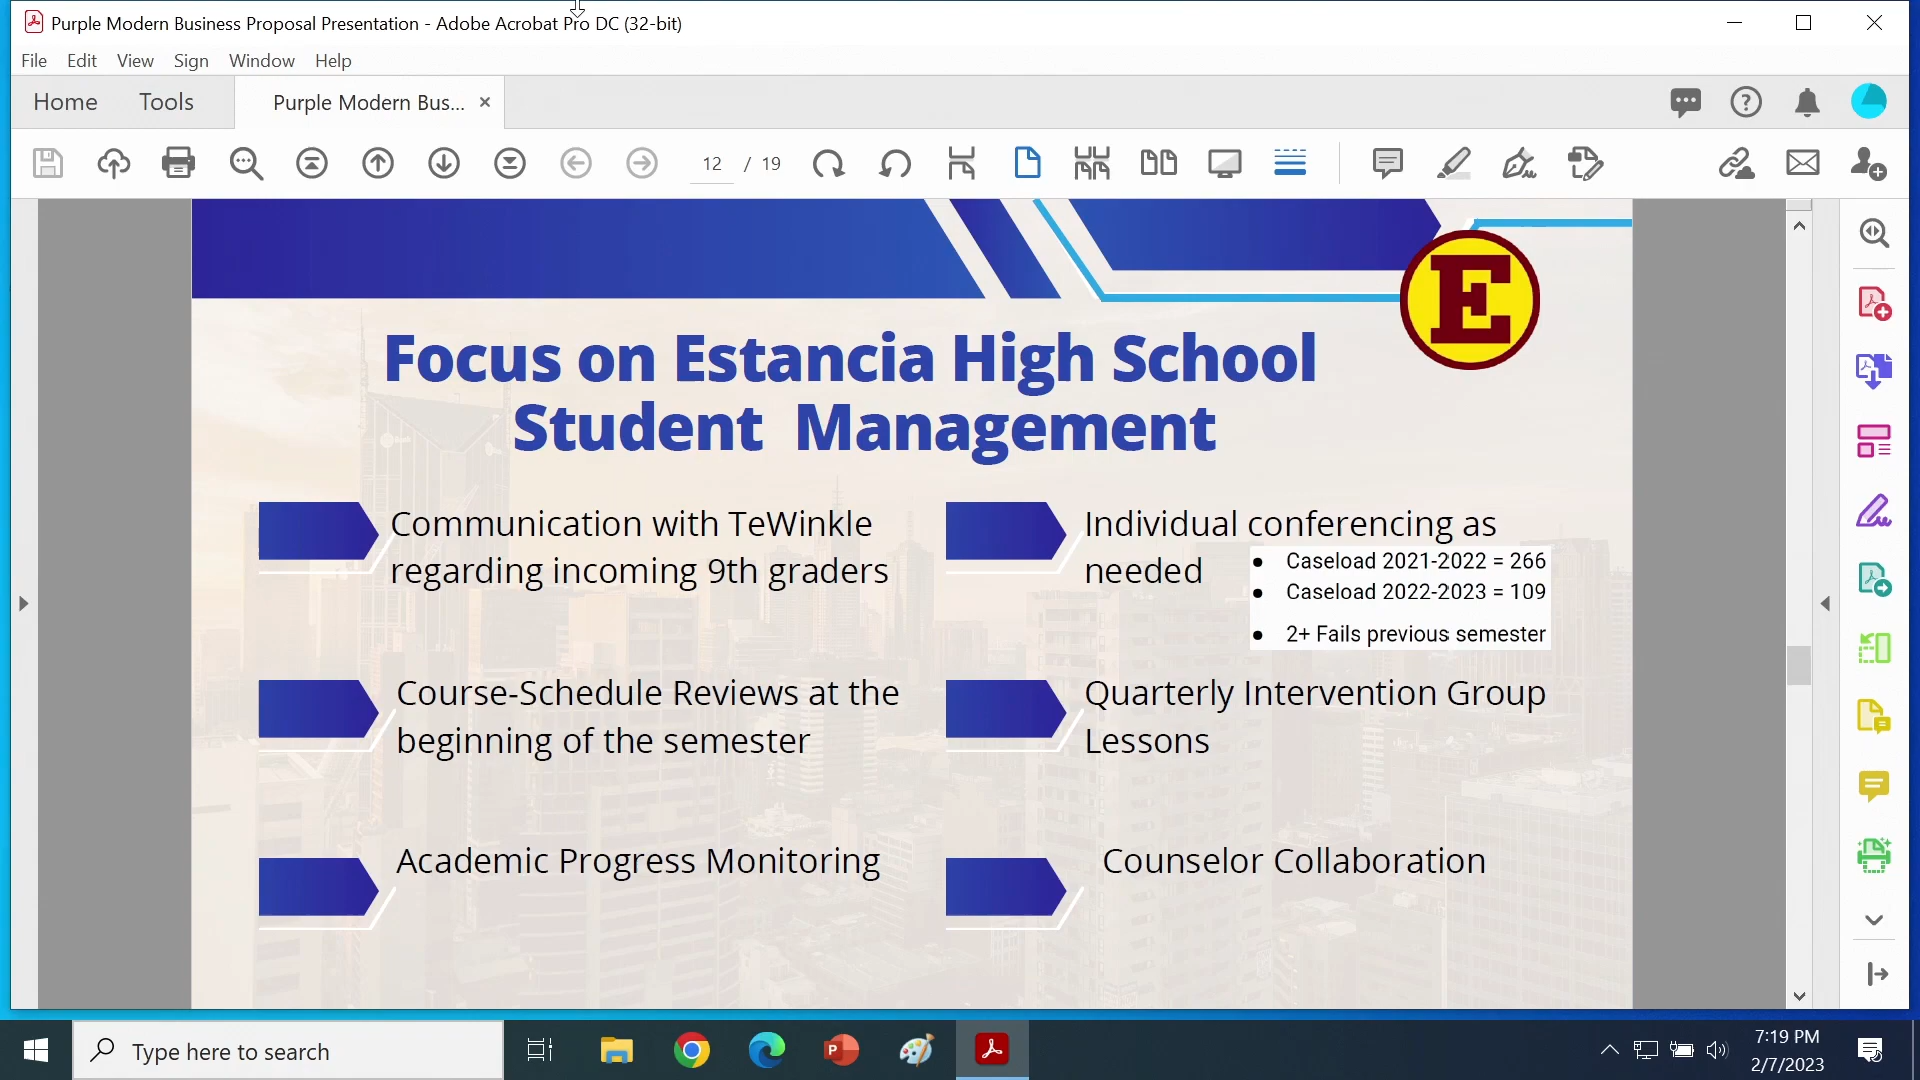 Purple Modern Business Proposal Presentation - Adobe Acrobat Pro DC (32-bit)
File Edit View Sign Window Help
Home Tools Purple Modern Bus... ×
12 / 19
E
Focus on Estancia High School
Student Management
Communication with TeWinkle
regarding incoming 9th graders
Individual conferencing as
needed
• Caseload 2021-2022 = 266
• Caseload 2022-2023 = 109
• 2+ Fails previous semester
Course-Schedule Reviews at the
beginning of the semester
Quarterly Intervention Group
Lessons
Academic Progress Monitoring
Counselor Collaboration
Type here to search
7:19 PM
2/7/2023